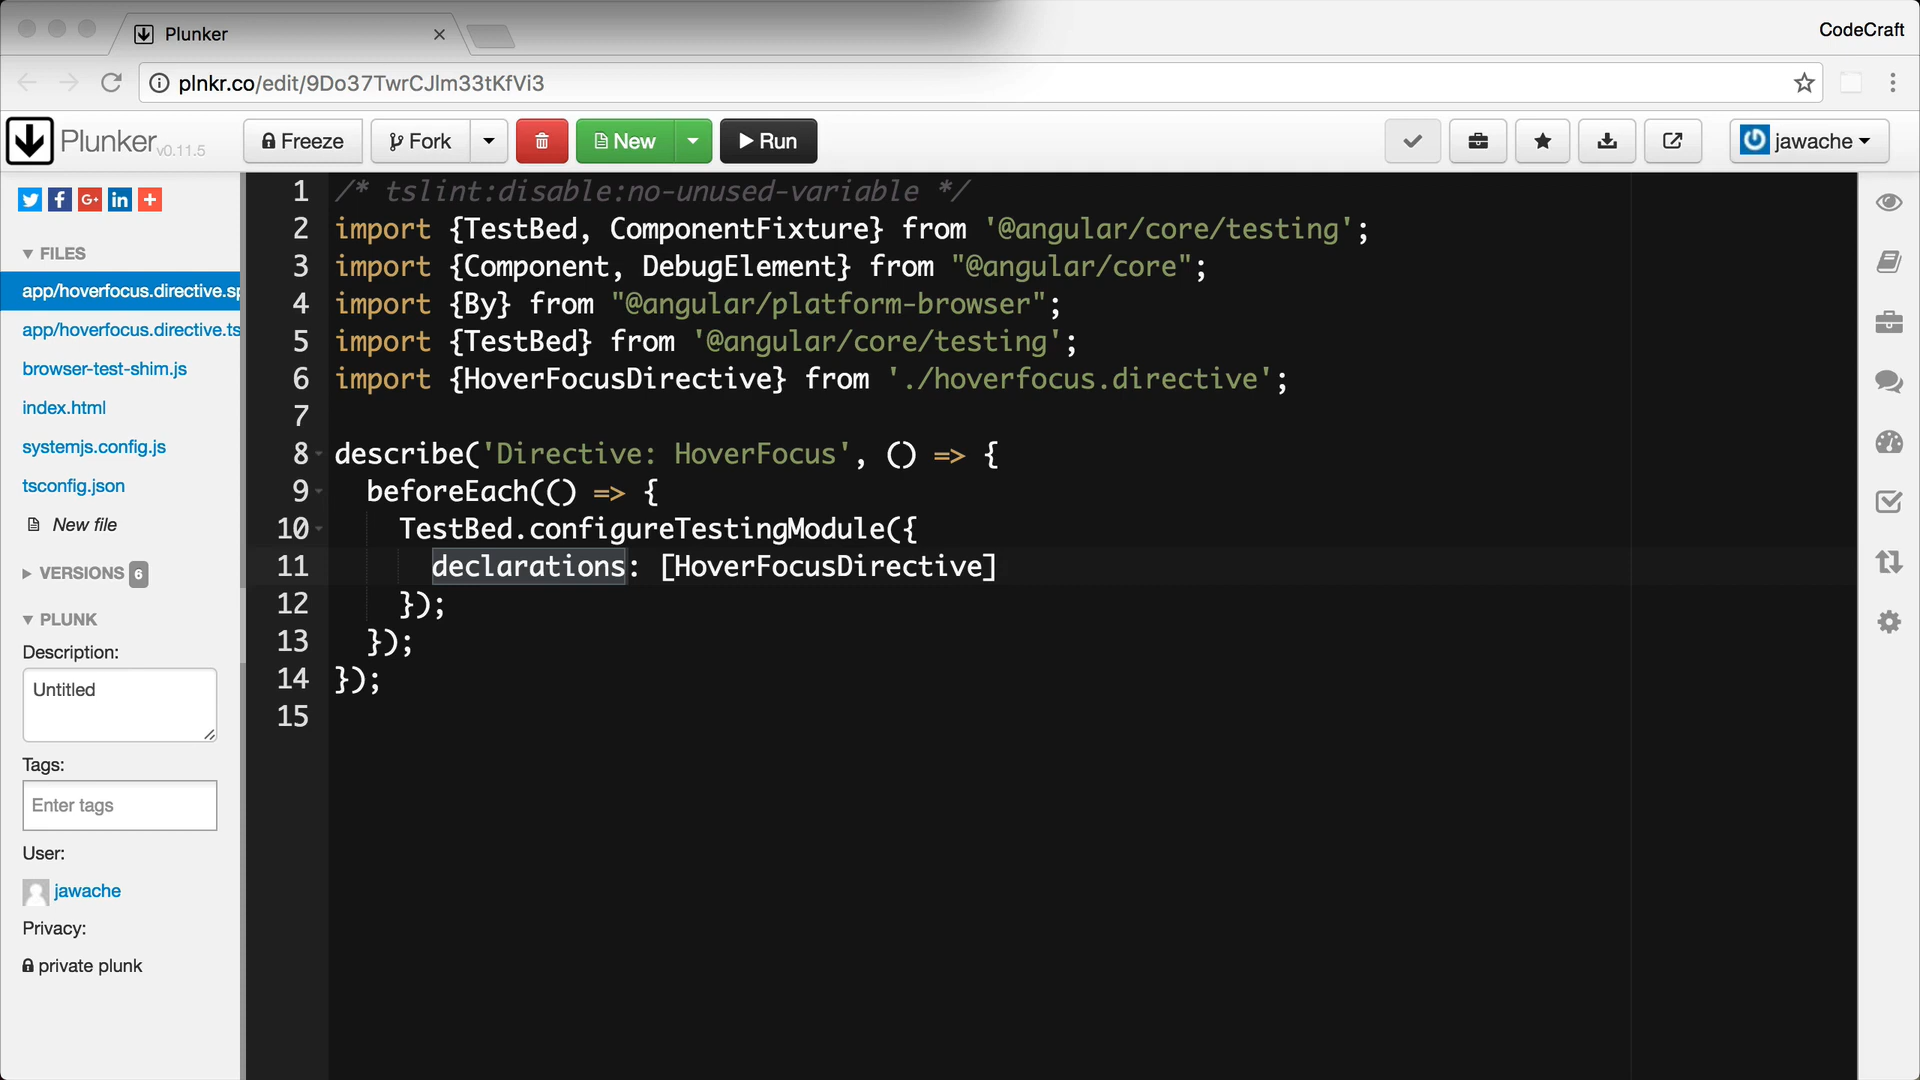 Plunker
CodeCraft
plnkr.co/edit/9Do37TwrCJlm33tKfVi3
Plunker v0.11.5
Freeze
Fork
New
Run
jawache
FILES
app/hoverfocus.directive.sp
app/hoverfocus.directive.ts
browser-test-shim.js
index.html
systemjs.config.js
tsconfig.json
New file
VERSIONS 6
PLUNK
Description:
Untitled
Tags:
Enter tags
User:
jawache
Privacy:
private plunk
1 /* tslint:disable:no-unused-variable */
2 import {TestBed, ComponentFixture} from '@angular/core/testing';
3 import {Component, DebugElement} from "@angular/core";
4 import {By} from "@angular/platform-browser";
5 import {TestBed} from '@angular/core/testing';
6 import {HoverFocusDirective} from './hoverfocus.directive';
7
8 describe('Directive: HoverFocus', () => {
9 beforeEach(() => {
10 TestBed.configureTestingModule({
11 declarations: [HoverFocusDirective]
12 });
13 });
14 });
15